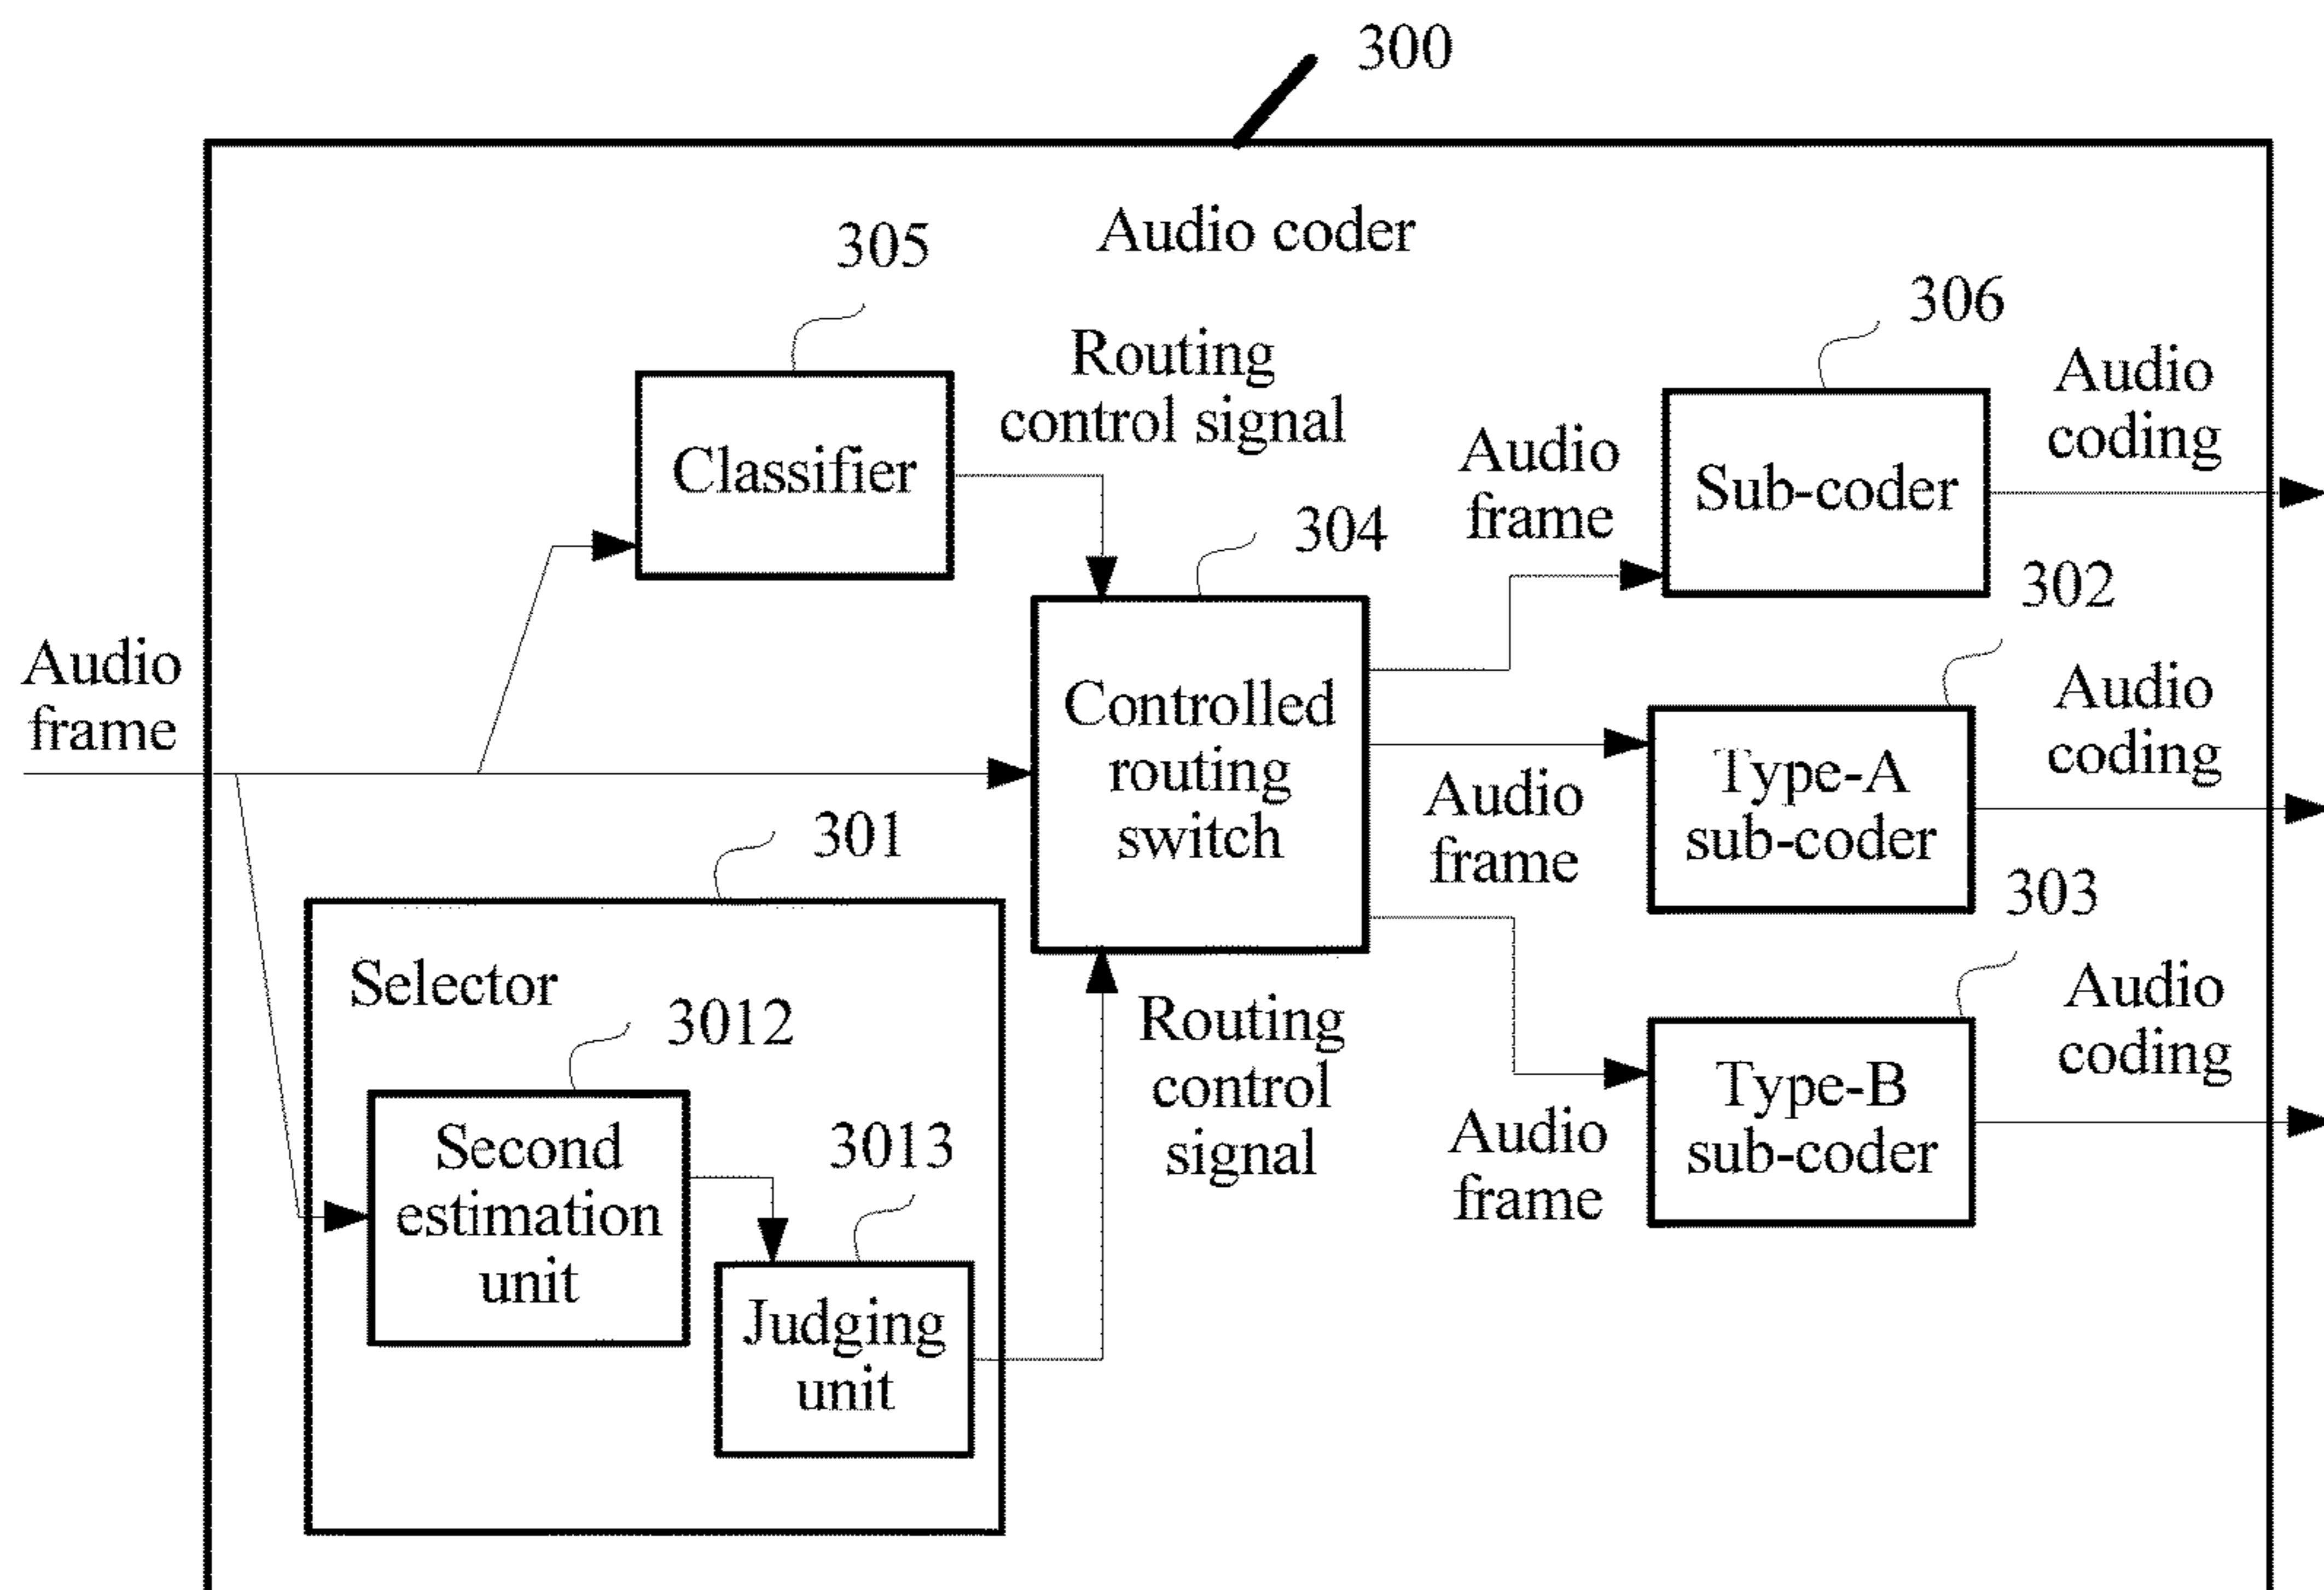 300
Audio coder
305
306
Routing
control signal
Audio
coding
Classifier
Audio
frame
Sub-coder
304
302
Audio
frame
Controlled
routing
switch
Audio
coding
Type-A
sub-coder
Audio
frame
301
303
Selector
3012
Routing
control
signal
Audio
coding
Second
estimation
unit
3013
Type-B
sub-coder
Audio
frame
Judging
unit